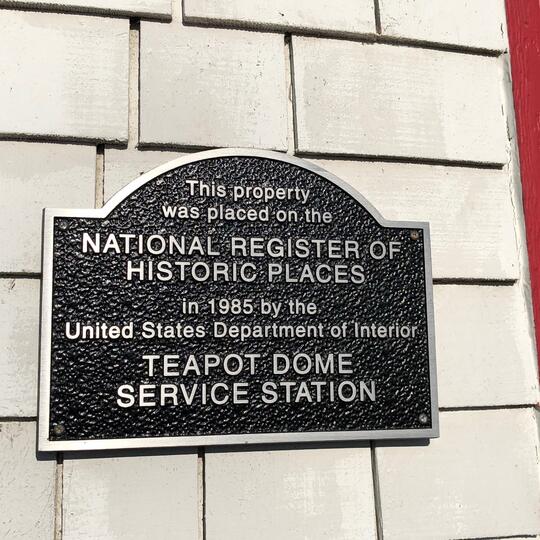 This property
was placed on the
NATIONAL REGISTER OF
HISTORIC PLACES
in 1985 by the
United States Department of Interior
TEAPOT DOME
SERVICE STATION